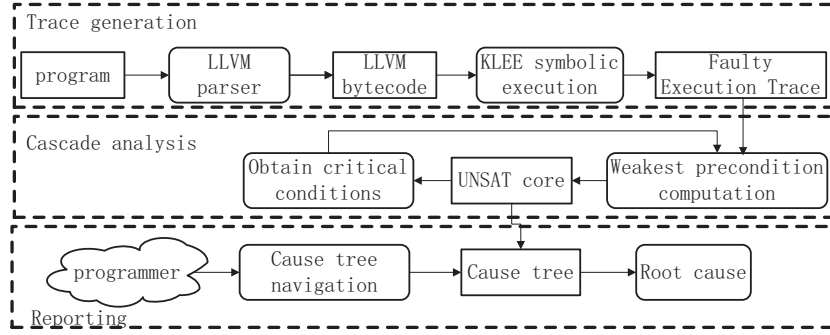 Trace generation
program
LLVM
parser
LLVM
bytecode
KLEE symbolic
execution
Faulty
Execution Trace
Cascade analysis
Obtain critical
conditions
UNSAT core
Weakest precondition
computation
programmer
Cause tree
navigation
Cause tree
Root cause
Reporting